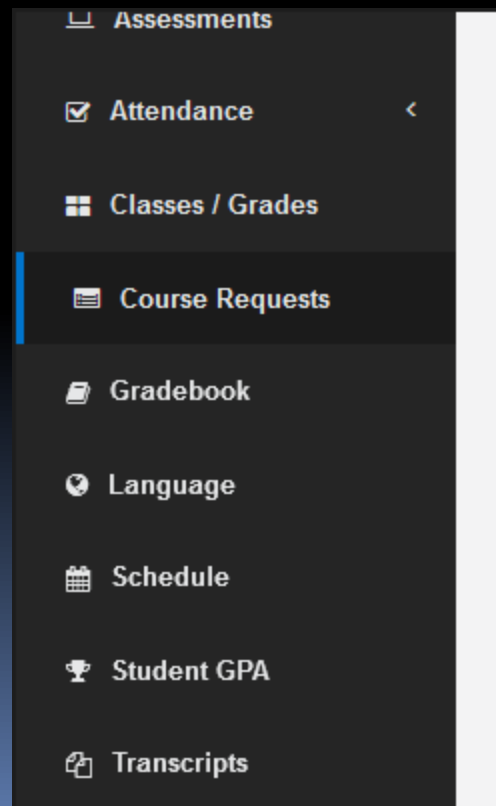 Assessments
Attendance
Classes / Grades
Course Requests
Gradebook
Language
Schedule
Student GPA
Transcripts